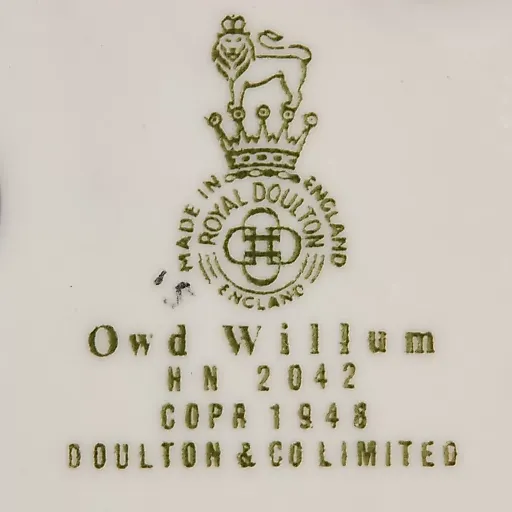 MADE IN ENGLAND
ROYAL DOULTON
ENGLAND
Owd Willum
HN 2042
COPR 1948
DOULTON & CO LIMITED